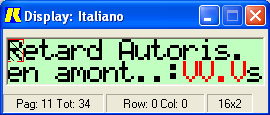 Display: Italiano
Retard Autoris.
en amont..:VV.Vs
Pag: 11 Tot: 34 Row: 0 Col: 0 16x2